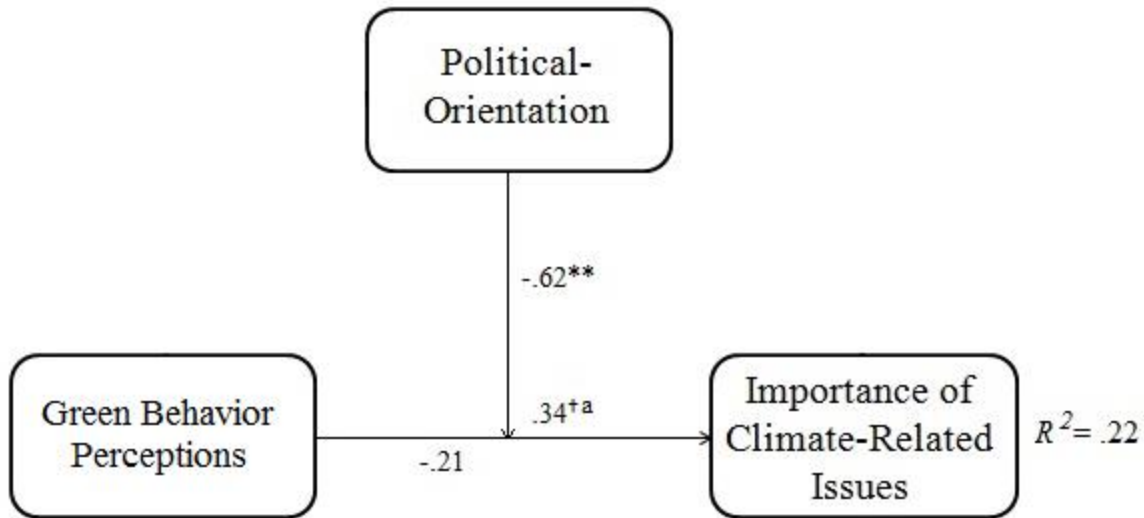 Political-
Orientation
-.62**
Green Behavior
Perceptions
.34†a
-.21
Importance of
Climate-Related
Issues
R²= .22